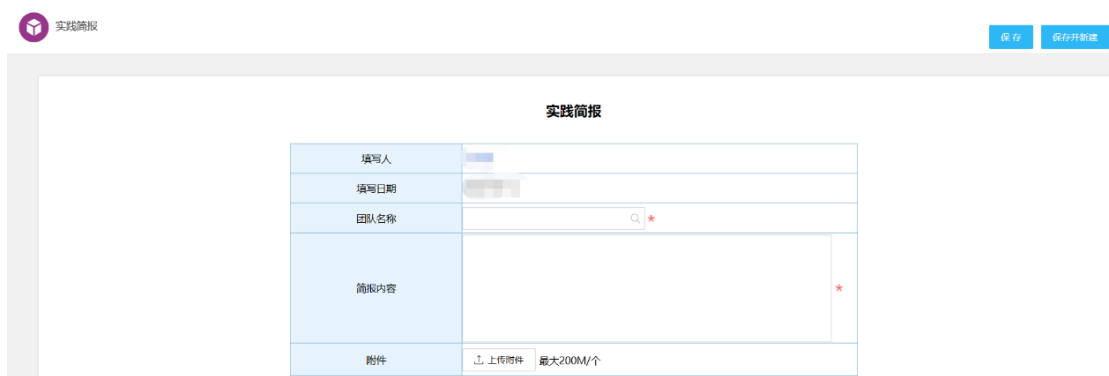 实践简报
保 存 保存并新建
实践简报
填写人
填写日期
团队名称 *
简报内容 *
附件 上传附件 最大200M/个